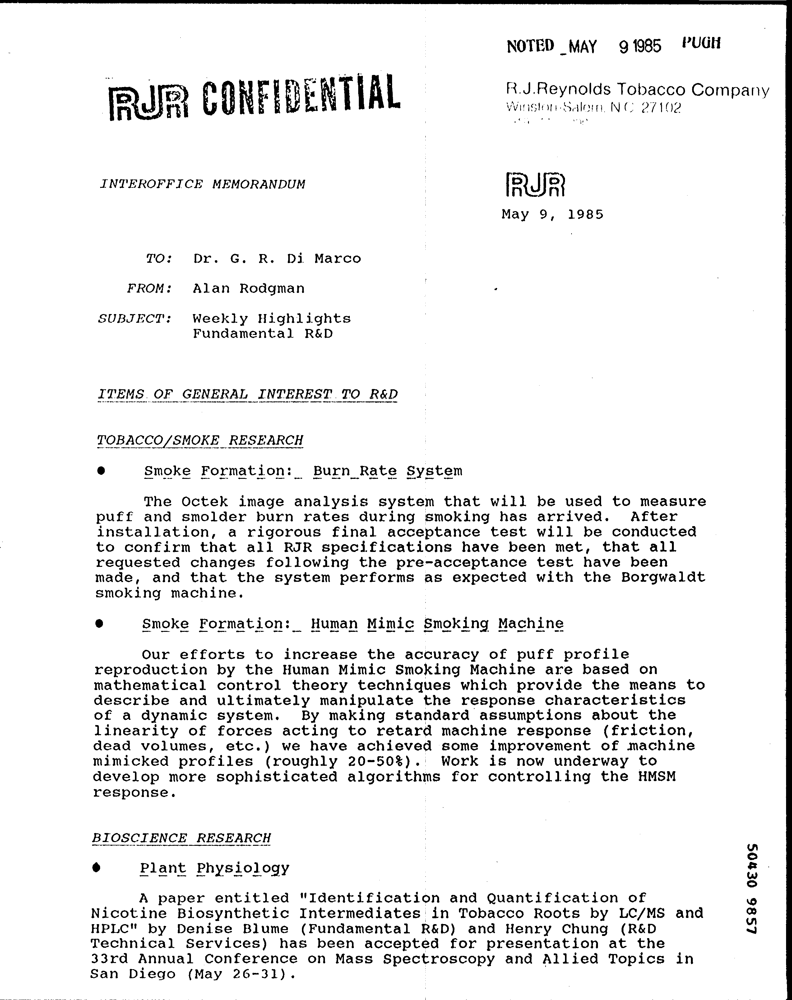 NOTED MAY 9 1985 PUGH
RJR CONFIDENTIAL
R.J.Reynolds Tobacco Company
Winston-Salem, N.C. 27102
INTEROFFICE MEMORANDUM
RJR
May 9, 1985
TO: Dr. G. R. Di Marco
FROM: Alan Rodgman
SUBJECT: Weekly Highlights
Fundamental R&D
ITEMS OF GENERAL INTEREST TO R&D
TOBACCO/SMOKE RESEARCH
● Smoke Formation: Burn Rate System
The Octek image analysis system that will be used to measure
puff and smolder burn rates during smoking has arrived. After
installation, a rigorous final acceptance test will be conducted
to confirm that all RJR specifications have been met, that all
requested changes following the pre-acceptance test have been
made, and that the system performs as expected with the Borgwaldt
smoking machine.
● Smoke Formation: Human Mimic Smoking Machine
Our efforts to increase the accuracy of puff profile
reproduction by the Human Mimic Smoking Machine are based on
mathematical control theory techniques which provide the means to
describe and ultimately manipulate the response characteristics
of a dynamic system. By making standard assumptions about the
linearity of forces acting to retard machine response (friction,
dead volumes, etc.) we have achieved some improvement of machine
mimicked profiles (roughly 20-50%). Work is now underway to
develop more sophisticated algorithms for controlling the HMSM
response.
BIOSCIENCE RESEARCH
● Plant Physiology
A paper entitled "Identification and Quantification of
Nicotine Biosynthetic Intermediates in Tobacco Roots by LC/MS and
HPLC" by Denise Blume (Fundamental R&D) and Henry Chung (R&D
Technical Services) has been accepted for presentation at the
33rd Annual Conference on Mass Spectroscopy and Allied Topics in
San Diego (May 26-31).
50430 9857